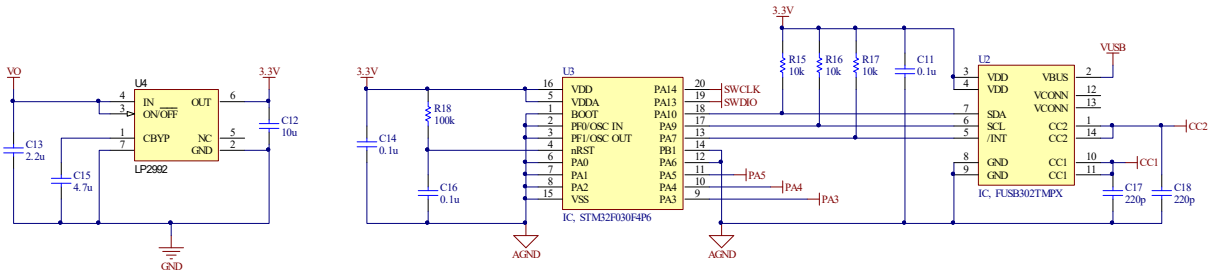 VO
C13
2.2u
C15
4.7u
U4
4 IN OUT 6
3 ON/OFF
1 CBYP NC 5
7 GND 2
LP2992
3.3V
C12
10u
GND
3.3V
C14
0.1u
R18
100k
C16
0.1u
U3
16 VDD PA14 20 SWCLK
5 VDDA PA13 19 SWDIO
1 BOOT PA10 18
2 PF0/OSC IN PA9 17
3 PF1/OSC OUT PA7 13
4 nRST PB1 14
6 PA0 PA6 12
7 PA1 PA5 11 PA5
8 PA2 PA4 10 PA4
15 VSS PA3 9 PA3
IC, STM32F030F4P6
AGND
AGND
3.3V
R15
10k
R16
10k
R17
10k
C11
0.1u
U2
3 VDD VBUS 2
4 VDD VCONN 12
VCONN 13
7 SDA
6 SCL CC2 1
5 /INT CC2 14
8 GND CC1 10
9 GND CC1 11
IC, FUSB302TMPX
VUSB
CC2
CC1
C17
220p
C18
220p